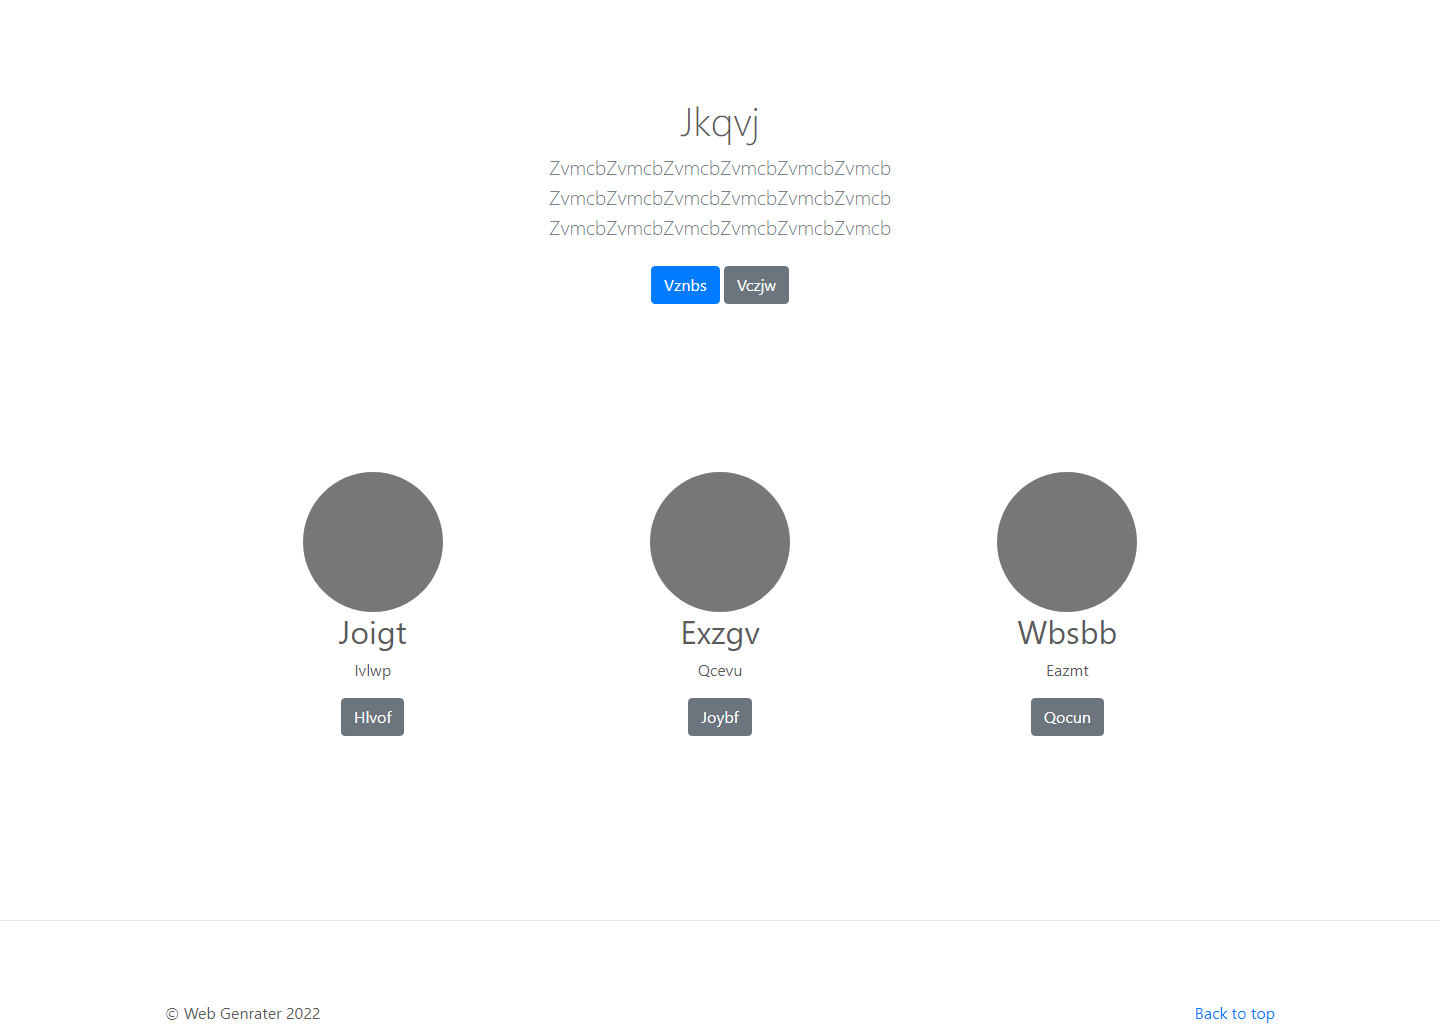 Jkqvj
ZvmcbZvmcbZvmcbZvmcbZvmcbZvmcb
ZvmcbZvmcbZvmcbZvmcbZvmcbZvmcb
ZvmcbZvmcbZvmcbZvmcbZvmcbZvmcb
Vznbs Vczjw
Joigt
Ivlwp
Hlvof
Exzgv
Qcevu
Joybf
Wbsbb
Eazmt
Qocun
© Web Genrater 2022
Back to top